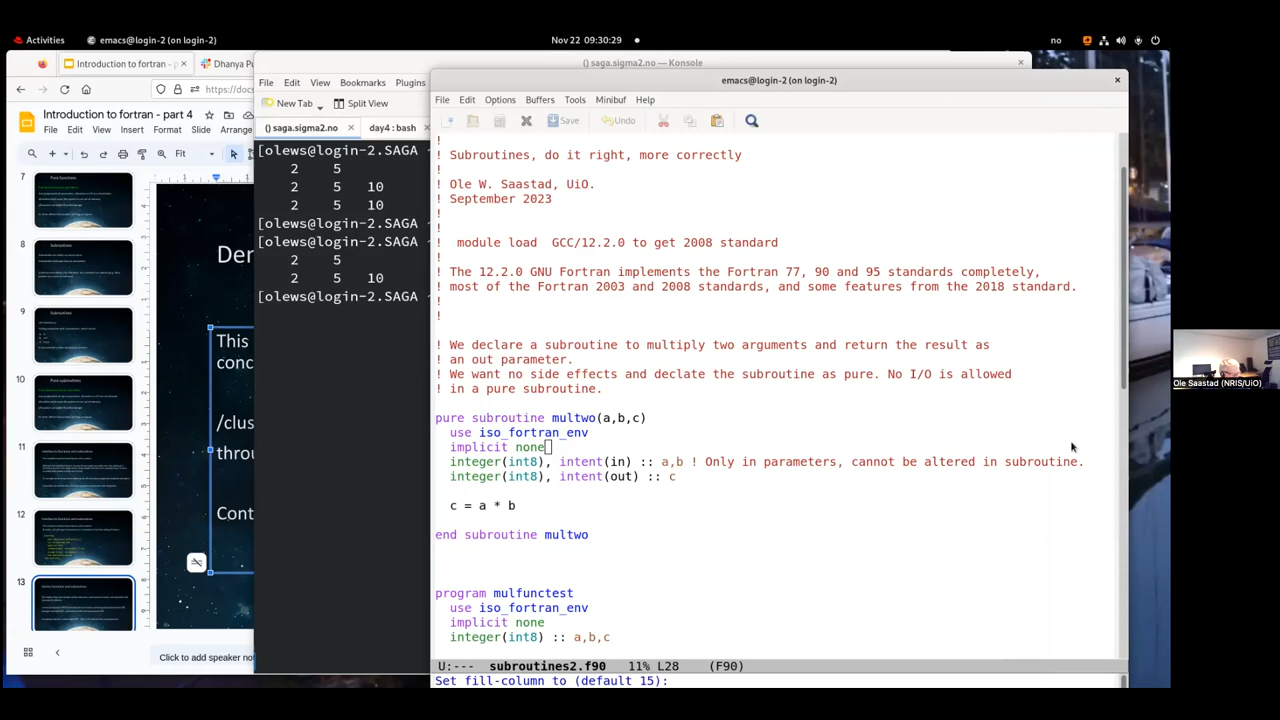 Activities
emacs@login-2 (on login-2)
Nov 22 09:30:29
no
Introduction to fortran - p
Dhanya Pu
https://docs
Introduction to fortran - part 4
File Edit View Insert Format Slide Arrange
Fit
7
Pure functions
8
Subroutines
9
Subroutines
10
Pure subroutines
11
12
13
Den
This
conc
/clus
throu
Cont
Click to add speaker no
() saga.sigma2.no — Konsole
File Edit View Bookmarks Plugins
New Tab
Split View
() saga.sigma2.no
day4 : bash
[olews@login-2.SAGA ~
2 5
2 5 10
2 5 10
[olews@login-2.SAGA ~
[olews@login-2.SAGA ~
2 5
2 5 10
[olews@login-2.SAGA ~
emacs@login-2 (on login-2)
File Edit Options Buffers Tools Minibuf Help
Save
Undo
!
! Subroutines, do it right, more correctly
!
! Ole W. Saastad, UiO.
! September 2023
!
!
! module load GCC/12.2.0 to get 2008 standard
!
! The 12.2.0 GNU Fortran implements the Fortran 77, 90 and 95 standards completely,
! most of the Fortran 2003 and 2008 standards, and some features from the 2018 standard.
!
!
! We declare a subroutine to multiply two arguments and return the result as
! an out parameter.
! We want no side effects and declate the subroutine as pure. No I/O is allowed
! in a pure subroutine.
pure subroutine multwo(a,b,c)
use iso_fortran_env
implicit none
integer(int8), intent(in) :: a,b ! Only in parameters, cannot be altered in subroutine.
integer(int8), intent(out) :: c
c = a * b
end subroutine multwo
program mulfunctest
use iso_fortran_env
implicit none
integer(int8) :: a,b,c
U:--- subroutines2.f90 11% L28 (F90)
Set fill-column to (default 15):
Ole Saastad (NRIS/UiO)